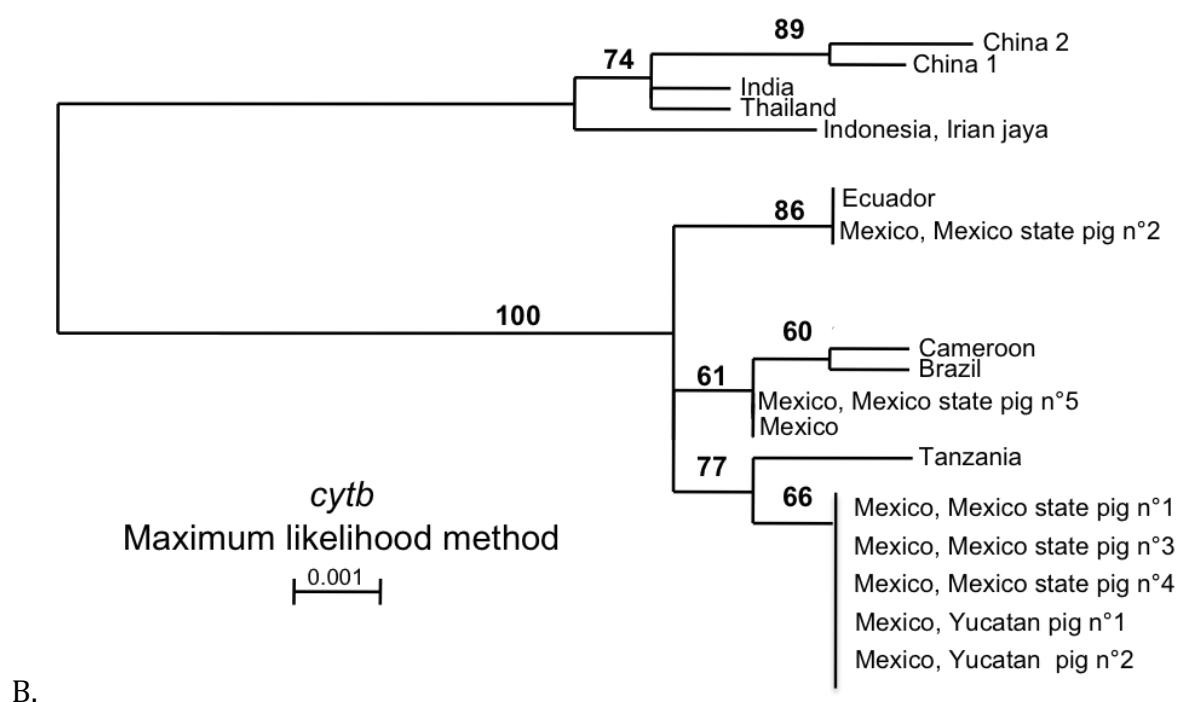 89
China 2
China 1
74
India
Thailand
Indonesia, Irian jaya
86
Ecuador
Mexico, Mexico state pig n°2
100
60
Cameroon
Brazil
61
Mexico, Mexico state pig n°5
Mexico
77
Tanzania
66
Mexico, Mexico state pig n°1
Mexico, Mexico state pig n°3
Mexico, Mexico state pig n°4
Mexico, Yucatan pig n°1
Mexico, Yucatan pig n°2
cytb
Maximum likelihood method
0.001
B.